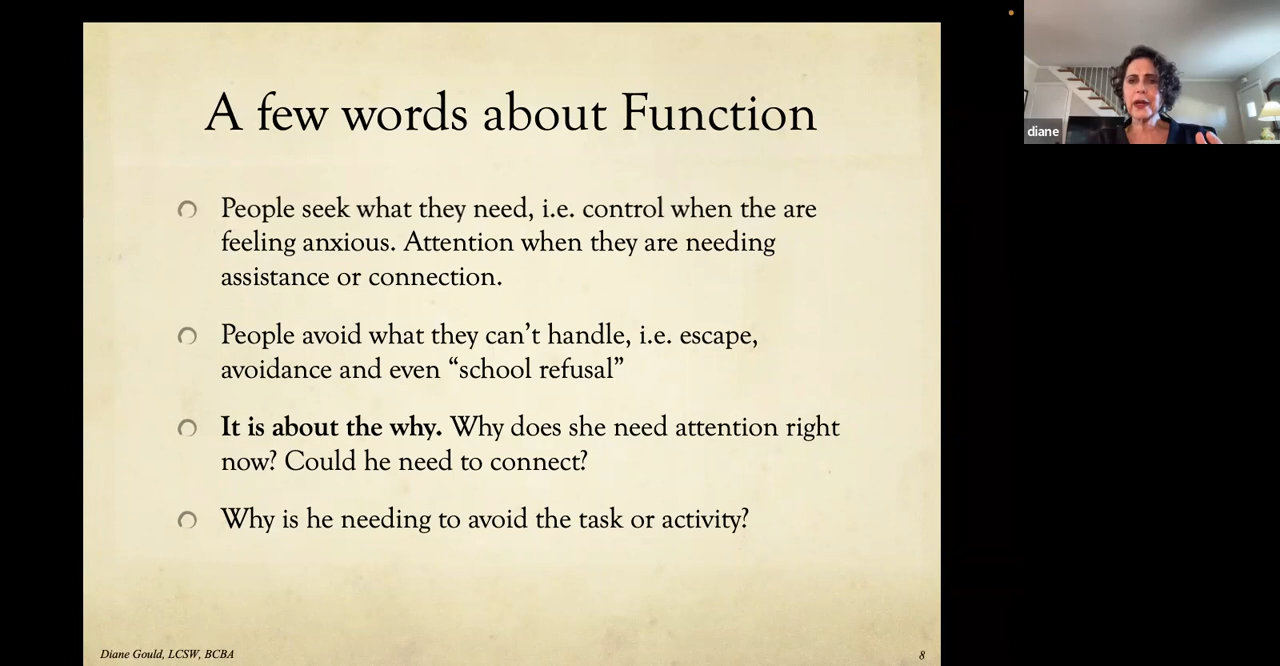 A few words about Function
People seek what they need, i.e. control when the are
feeling anxious. Attention when they are needing
assistance or connection.
People avoid what they can’t handle, i.e. escape,
avoidance and even “school refusal”
It is about the why. Why does she need attention right
now? Could he need to connect?
Why is he needing to avoid the task or activity?
Diane Gould, LCSW, BCBA
8
diane